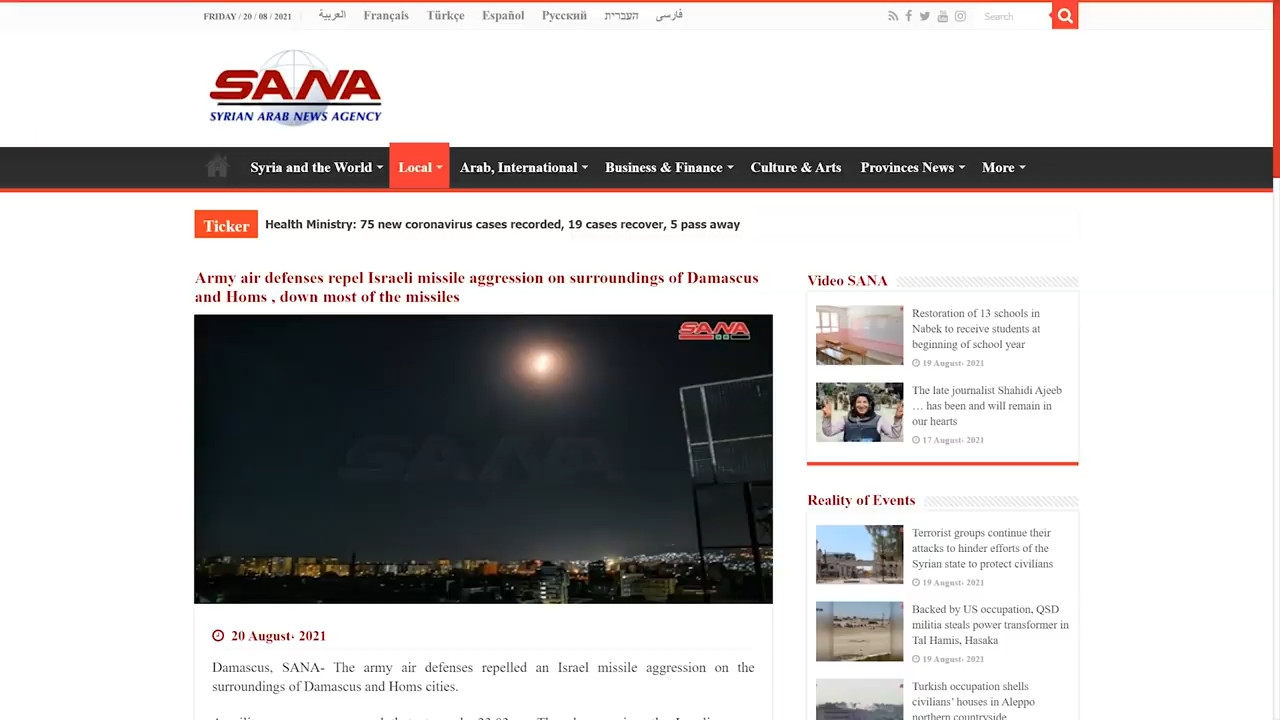 FRIDAY / 20 / 08 / 2021
العربية
Français
Türkçe
Español
Русский
העברית
فارسی
Search
SANA
SYRIAN ARAB NEWS AGENCY
Syria and the World
Local
Arab, International
Business & Finance
Culture & Arts
Provinces News
More
Ticker
Health Ministry: 75 new coronavirus cases recorded, 19 cases recover, 5 pass away
Army air defenses repel Israeli missile aggression on surroundings of Damascus
and Homs , down most of the missiles
SANA
SANA
20 August، 2021
Damascus, SANA- The army air defenses repelled an Israel missile aggression on the
surroundings of Damascus and Homs cities.
Video SANA
Restoration of 13 schools in
Nabek to receive students at
beginning of school year
19 August، 2021
The late journalist Shahidi Ajeeb
… has been and will remain in
our hearts
17 August، 2021
Reality of Events
Terrorist groups continue their
attacks to hinder efforts of the
Syrian state to protect civilians
19 August، 2021
Backed by US occupation, QSD
militia steals power transformer in
Tal Hamis, Hasaka
19 August، 2021
Turkish occupation shells
civilians’ houses in Aleppo
northern countryside